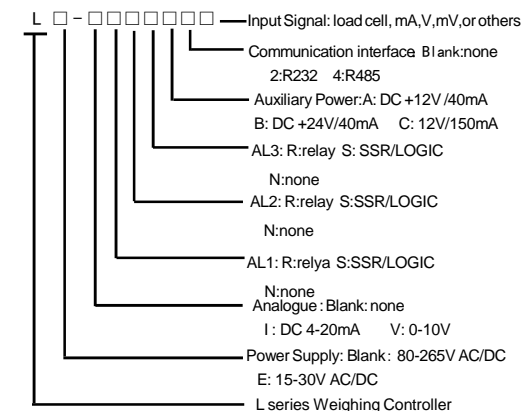 L □-□□□□□□□ Input Signal: load cell, mA,V,mV,or others
Communication interface Blank:none
2:R232 4:R485
Auxiliary Power:A: DC +12V /40mA
B: DC +24V/40mA C: 12V/150mA
AL3: R:relay S: SSR/LOGIC
N:none
AL2: R:relay S:SSR/LOGIC
N:none
AL1: R:relya S:SSR/LOGIC
N:none
Analogue : Blank: none
I : DC 4-20mA V: 0-10V
Power Supply: Blank : 80-265V AC/DC
E: 15-30V AC/DC
L series Weighing Controller